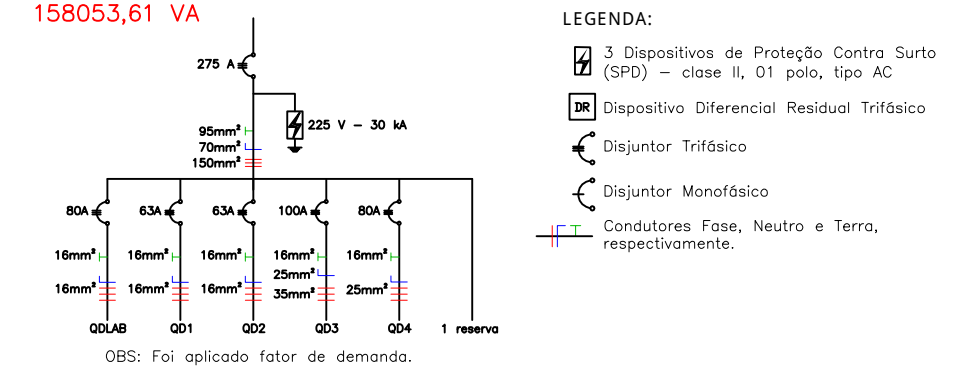 158053,61 VA
275 A
225 V - 30 kA
95mm²
70mm²
150mm²
80A 63A 63A 100A 80A
16mm² 16mm² 16mm² 16mm² 16mm²
25mm²
16mm² 16mm² 16mm² 35mm² 25mm²
QDLAB QD1 QD2 QD3 QD4 1 reserva
OBS: Foi aplicado fator de demanda.
LEGENDA:
3 Dispositivos de Proteção Contra Surto
(SPD) - clase II, 01 polo, tipo AC
DR Dispositivo Diferencial Residual Trifásico
Disjuntor Trifásico
Disjuntor Monofásico
Condutores Fase, Neutro e Terra,
respectivamente.